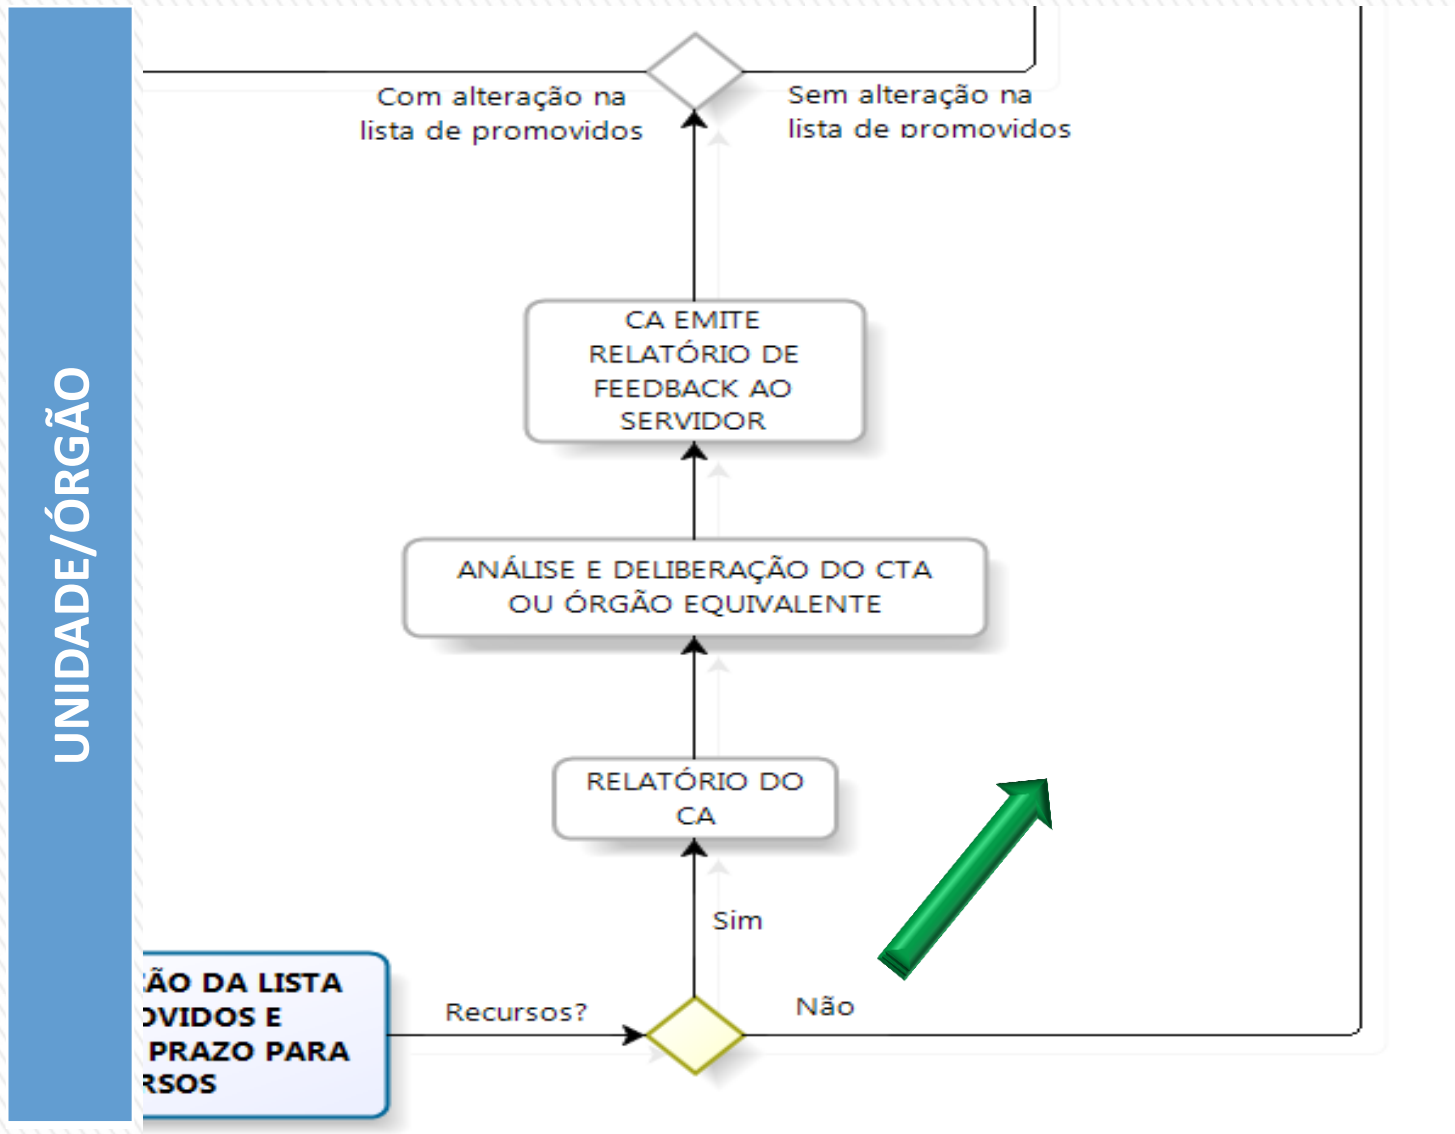 UNIDADE/ÓRGÃO
Com alteração na
lista de promovidos
Sem alteração na
lista de promovidos
CA EMITE
RELATÓRIO DE
FEEDBACK AO
SERVIDOR
ANÁLISE E DELIBERAÇÃO DO CTA
OU ÓRGÃO EQUIVALENTE
RELATÓRIO DO
CA
Sim
Recursos?
Não
ÃO DA LISTA
OVIDOS E
PRAZO PARA
RSOS